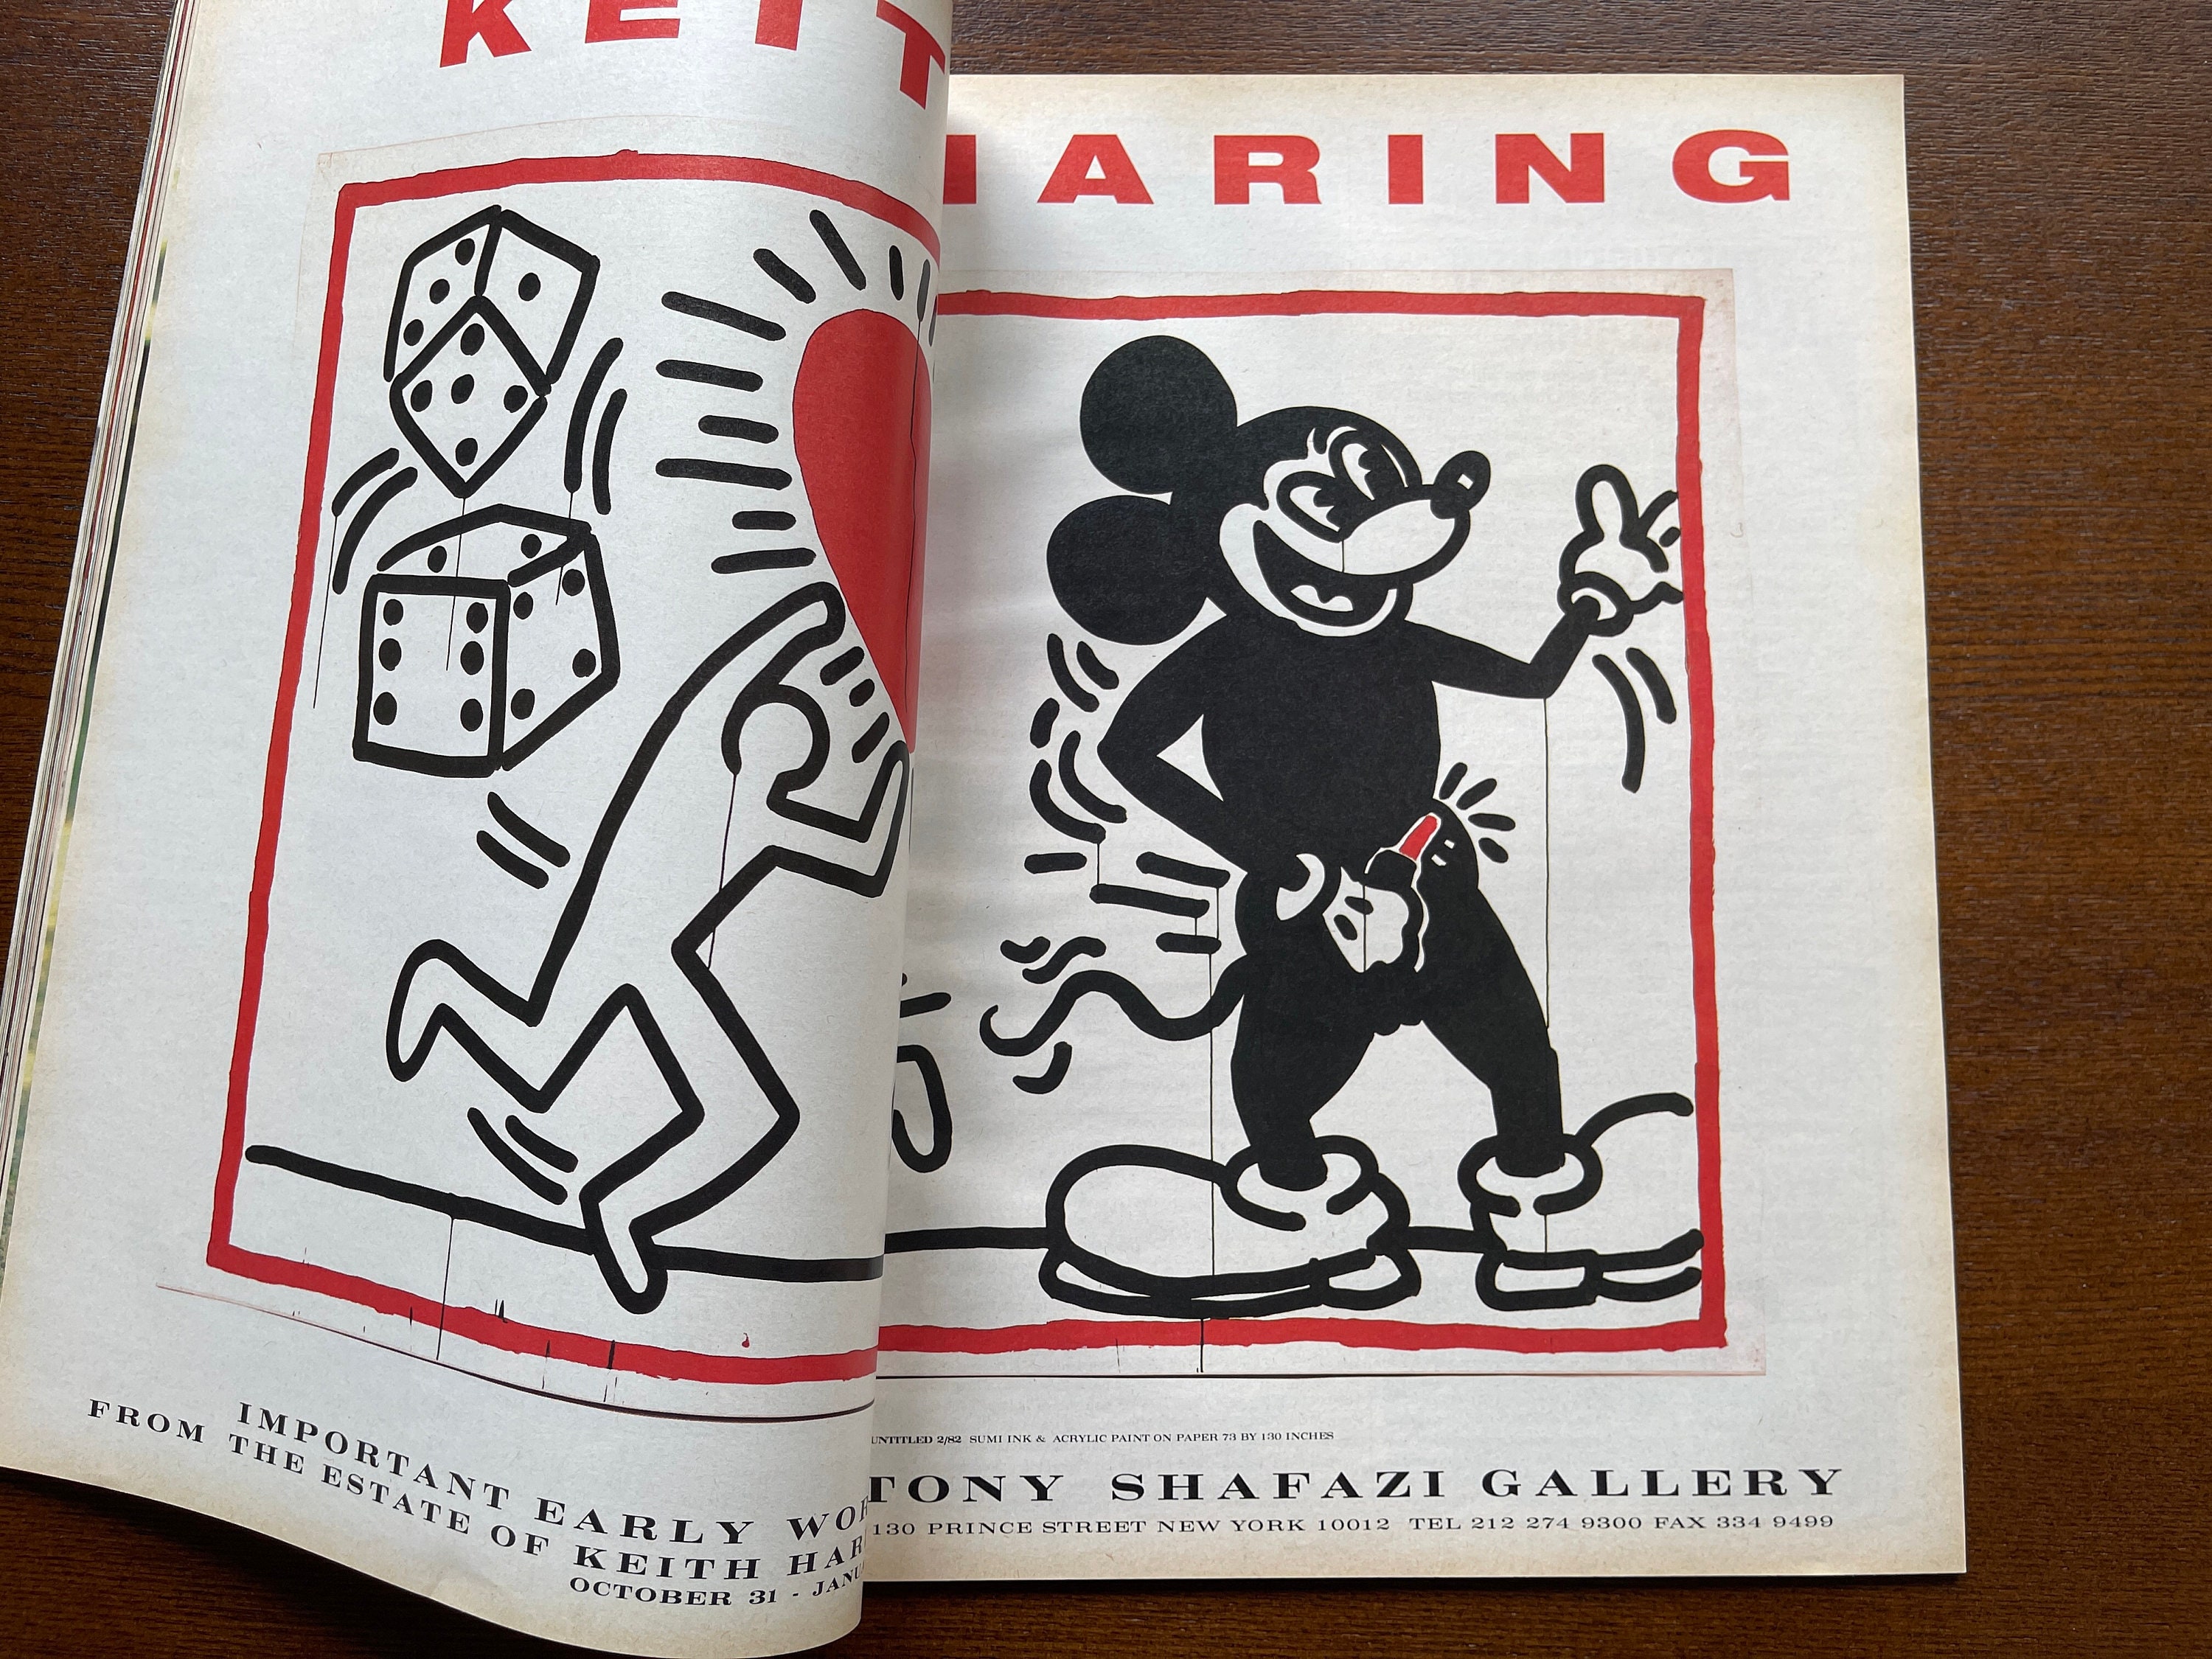 KEIT
HARING
IMPORTANT EARLY WOR
FROM THE ESTATE OF KEITH HAR
OCTOBER 31 - JANU
UNTITLED 2/82 SUMI INK & ACRYLIC PAINT ON PAPER 73 BY 130 INCHES
TONY SHAFAZI GALLERY
130 PRINCE STREET NEW YORK 10012 TEL 212 274 9300 FAX 334 9499